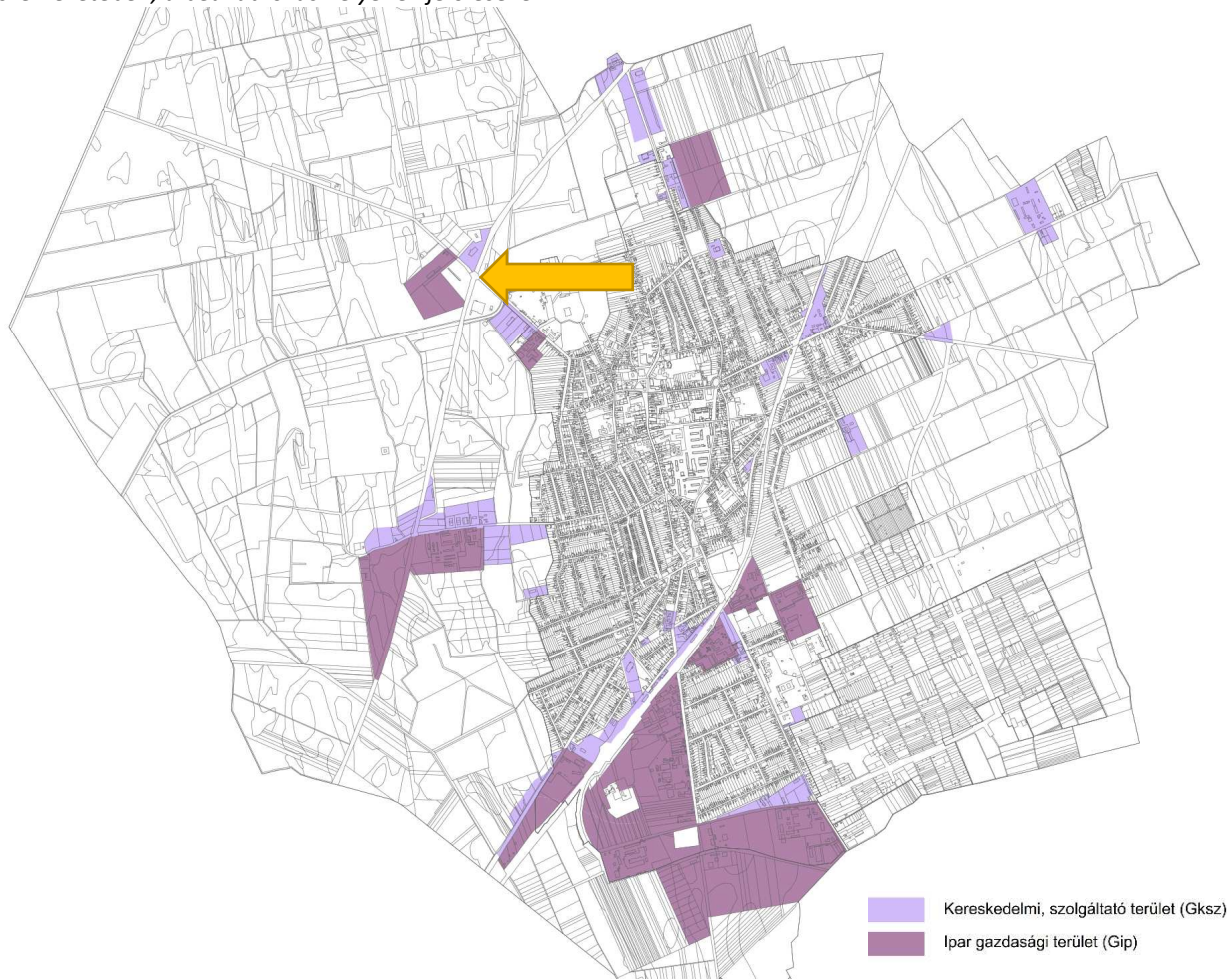 Kereskedelmi, szolgáltató terület (Gksz)
Ipar gazdasági terület (Gip)